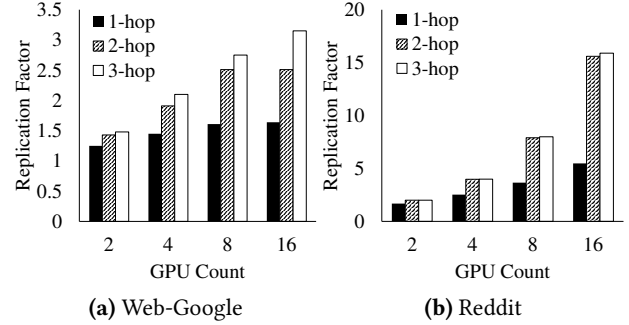 3.5
3
2.5
2
1.5
1
0.5
0
Replication Factor
1-hop
2-hop
3-hop
2 4 8 16
GPU Count
(a) Web-Google
20
15
10
5
0
Replication Factor
1-hop
2-hop
3-hop
2 4 8 16
GPU Count
(b) Reddit